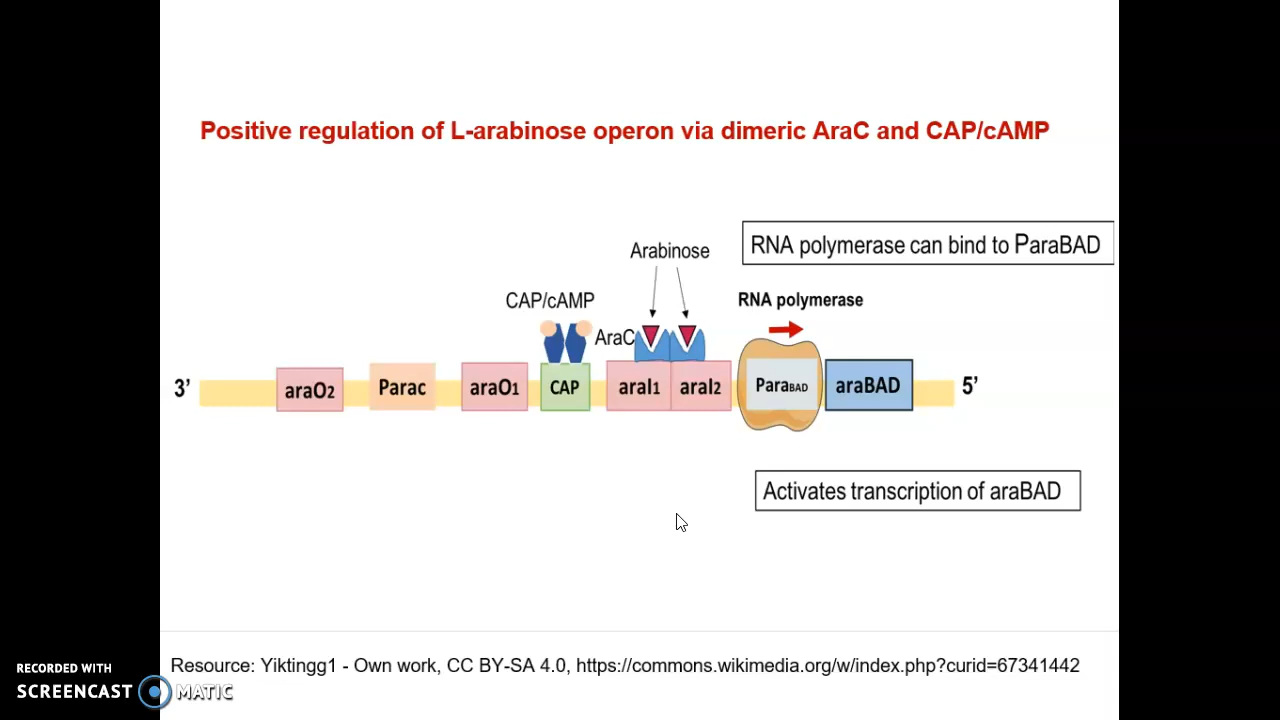 Positive regulation of L-arabinose operon via dimeric AraC and CAP/cAMP
RNA polymerase can bind to ParaBAD
Arabinose
CAP/cAMP
RNA polymerase
AraC
3’
araO2
Parac
araO1
CAP
araI1
araI2
ParaBAD
araBAD
5’
Activates transcription of araBAD
Resource: Yiktingg1 - Own work, CC BY-SA 4.0, https://commons.wikimedia.org/w/index.php?curid=67341442
RECORDED WITH
SCREENCAST MATIC